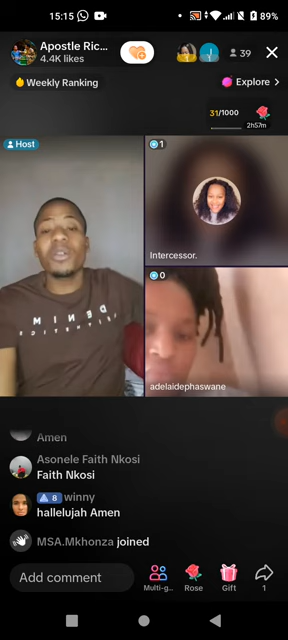 15:15
89%
Apostle Ric...
4.4K likes
39
Weekly Ranking
Explore >
31/1000
2h57m
Host
1
Intercessor.
0
adelaidephaswane
Amen
Asonele Faith Nkosi
Faith Nkosi
8 winny
hallelujah Amen
MSA.Mkhonza joined
Add comment
Multi-g...
Rose
Gift
1